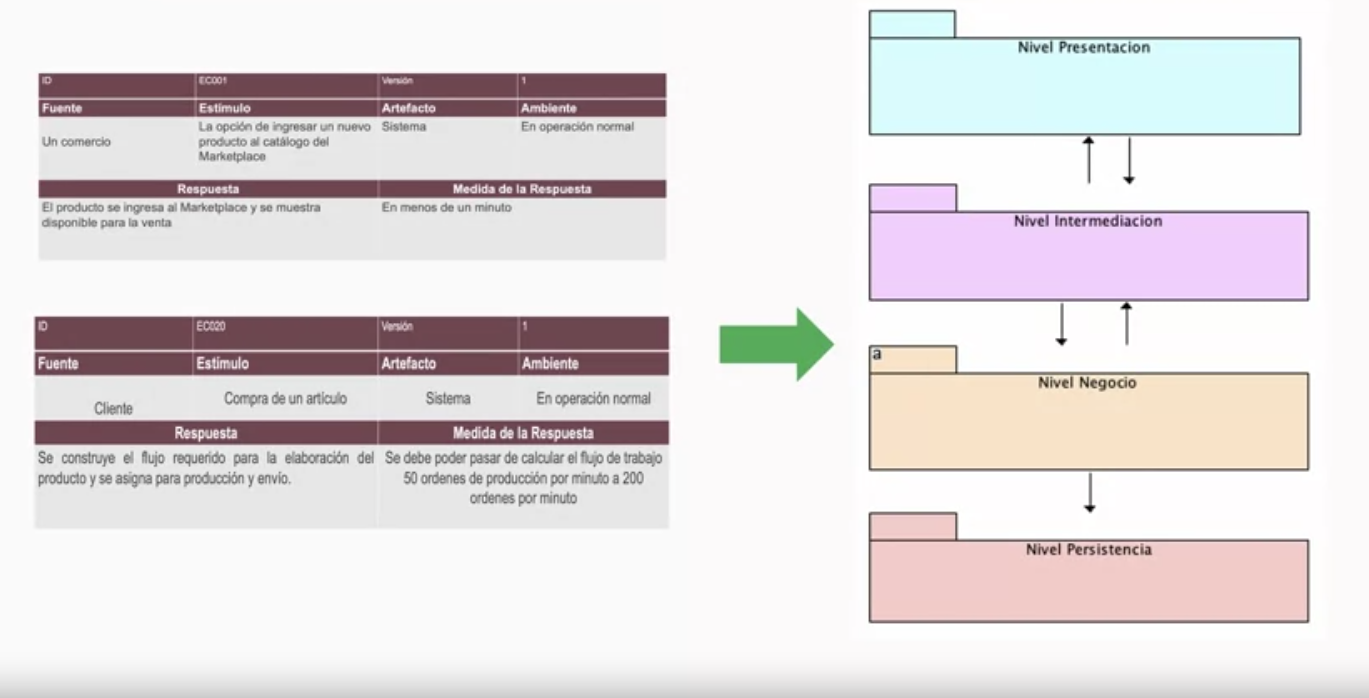 ID EC001 Versión 1
Fuente Estímulo Artefacto Ambiente
Un comercio
La opción de ingresar un nuevo
producto al catálogo del
Marketplace
Sistema
En operación normal
Respuesta Medida de la Respuesta
El producto se ingresa al Marketplace y se muestra
disponible para la venta
En menos de un minuto
ID EC020 Versión 1
Fuente Estímulo Artefacto Ambiente
Cliente
Compra de un artículo
Sistema
En operación normal
Respuesta Medida de la Respuesta
Se construye el flujo requerido para la elaboración del
producto y se asigna para producción y envío.
Se debe poder pasar de calcular el flujo de trabajo
50 ordenes de producción por minuto a 200
ordenes por minuto
Nivel Presentacion
Nivel Intermediacion
a
Nivel Negocio
Nivel Persistencia